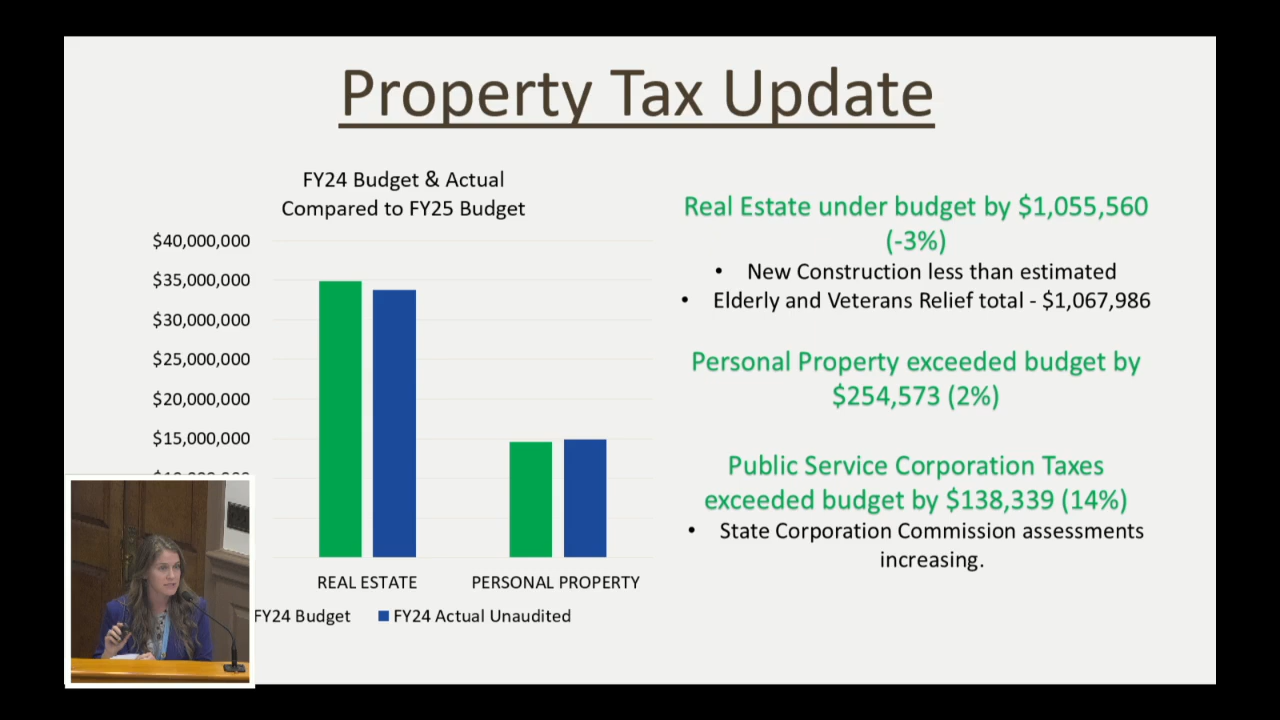 Property Tax Update
FY24 Budget & Actual
Compared to FY25 Budget
$40,000,000
$35,000,000
$30,000,000
$25,000,000
$20,000,000
$15,000,000
REAL ESTATE
PERSONAL PROPERTY
FY24 Budget
FY24 Actual Unaudited
Real Estate under budget by $1,055,560
(-3%)
• New Construction less than estimated
• Elderly and Veterans Relief total - $1,067,986
Personal Property exceeded budget by
$254,573 (2%)
Public Service Corporation Taxes
exceeded budget by $138,339 (14%)
• State Corporation Commission assessments
increasing.